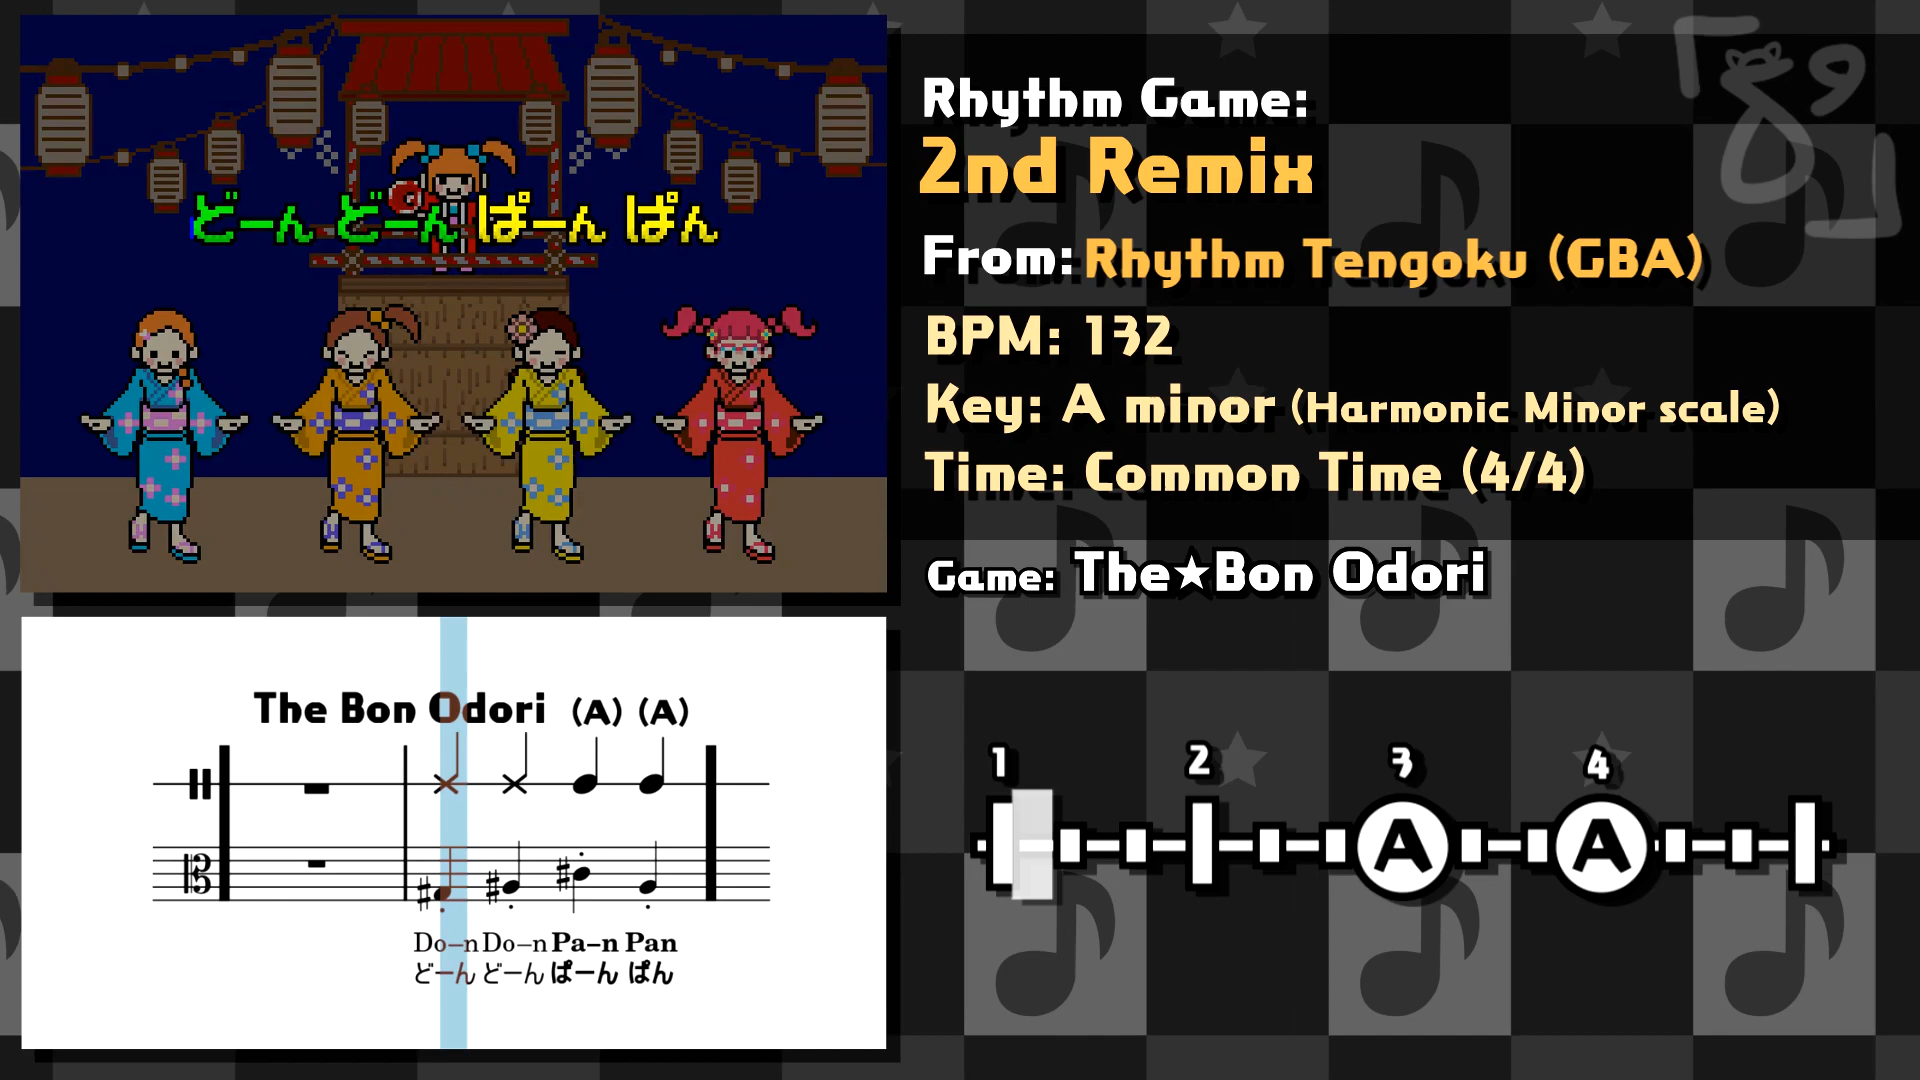 どーん どーん ぱーん ぱん
Rhythm Game:
2nd Remix
From: Rhythm Tengoku (GBA)
BPM: 132
Key: A minor (Harmonic Minor scale)
Time: Common Time (4/4)
Game: The★Bon Odori
The Bon Odori (A) (A)
Do–n Do–n Pa–n Pan
どーん どーん ぱーん ぱん
1 2 3 4
A A